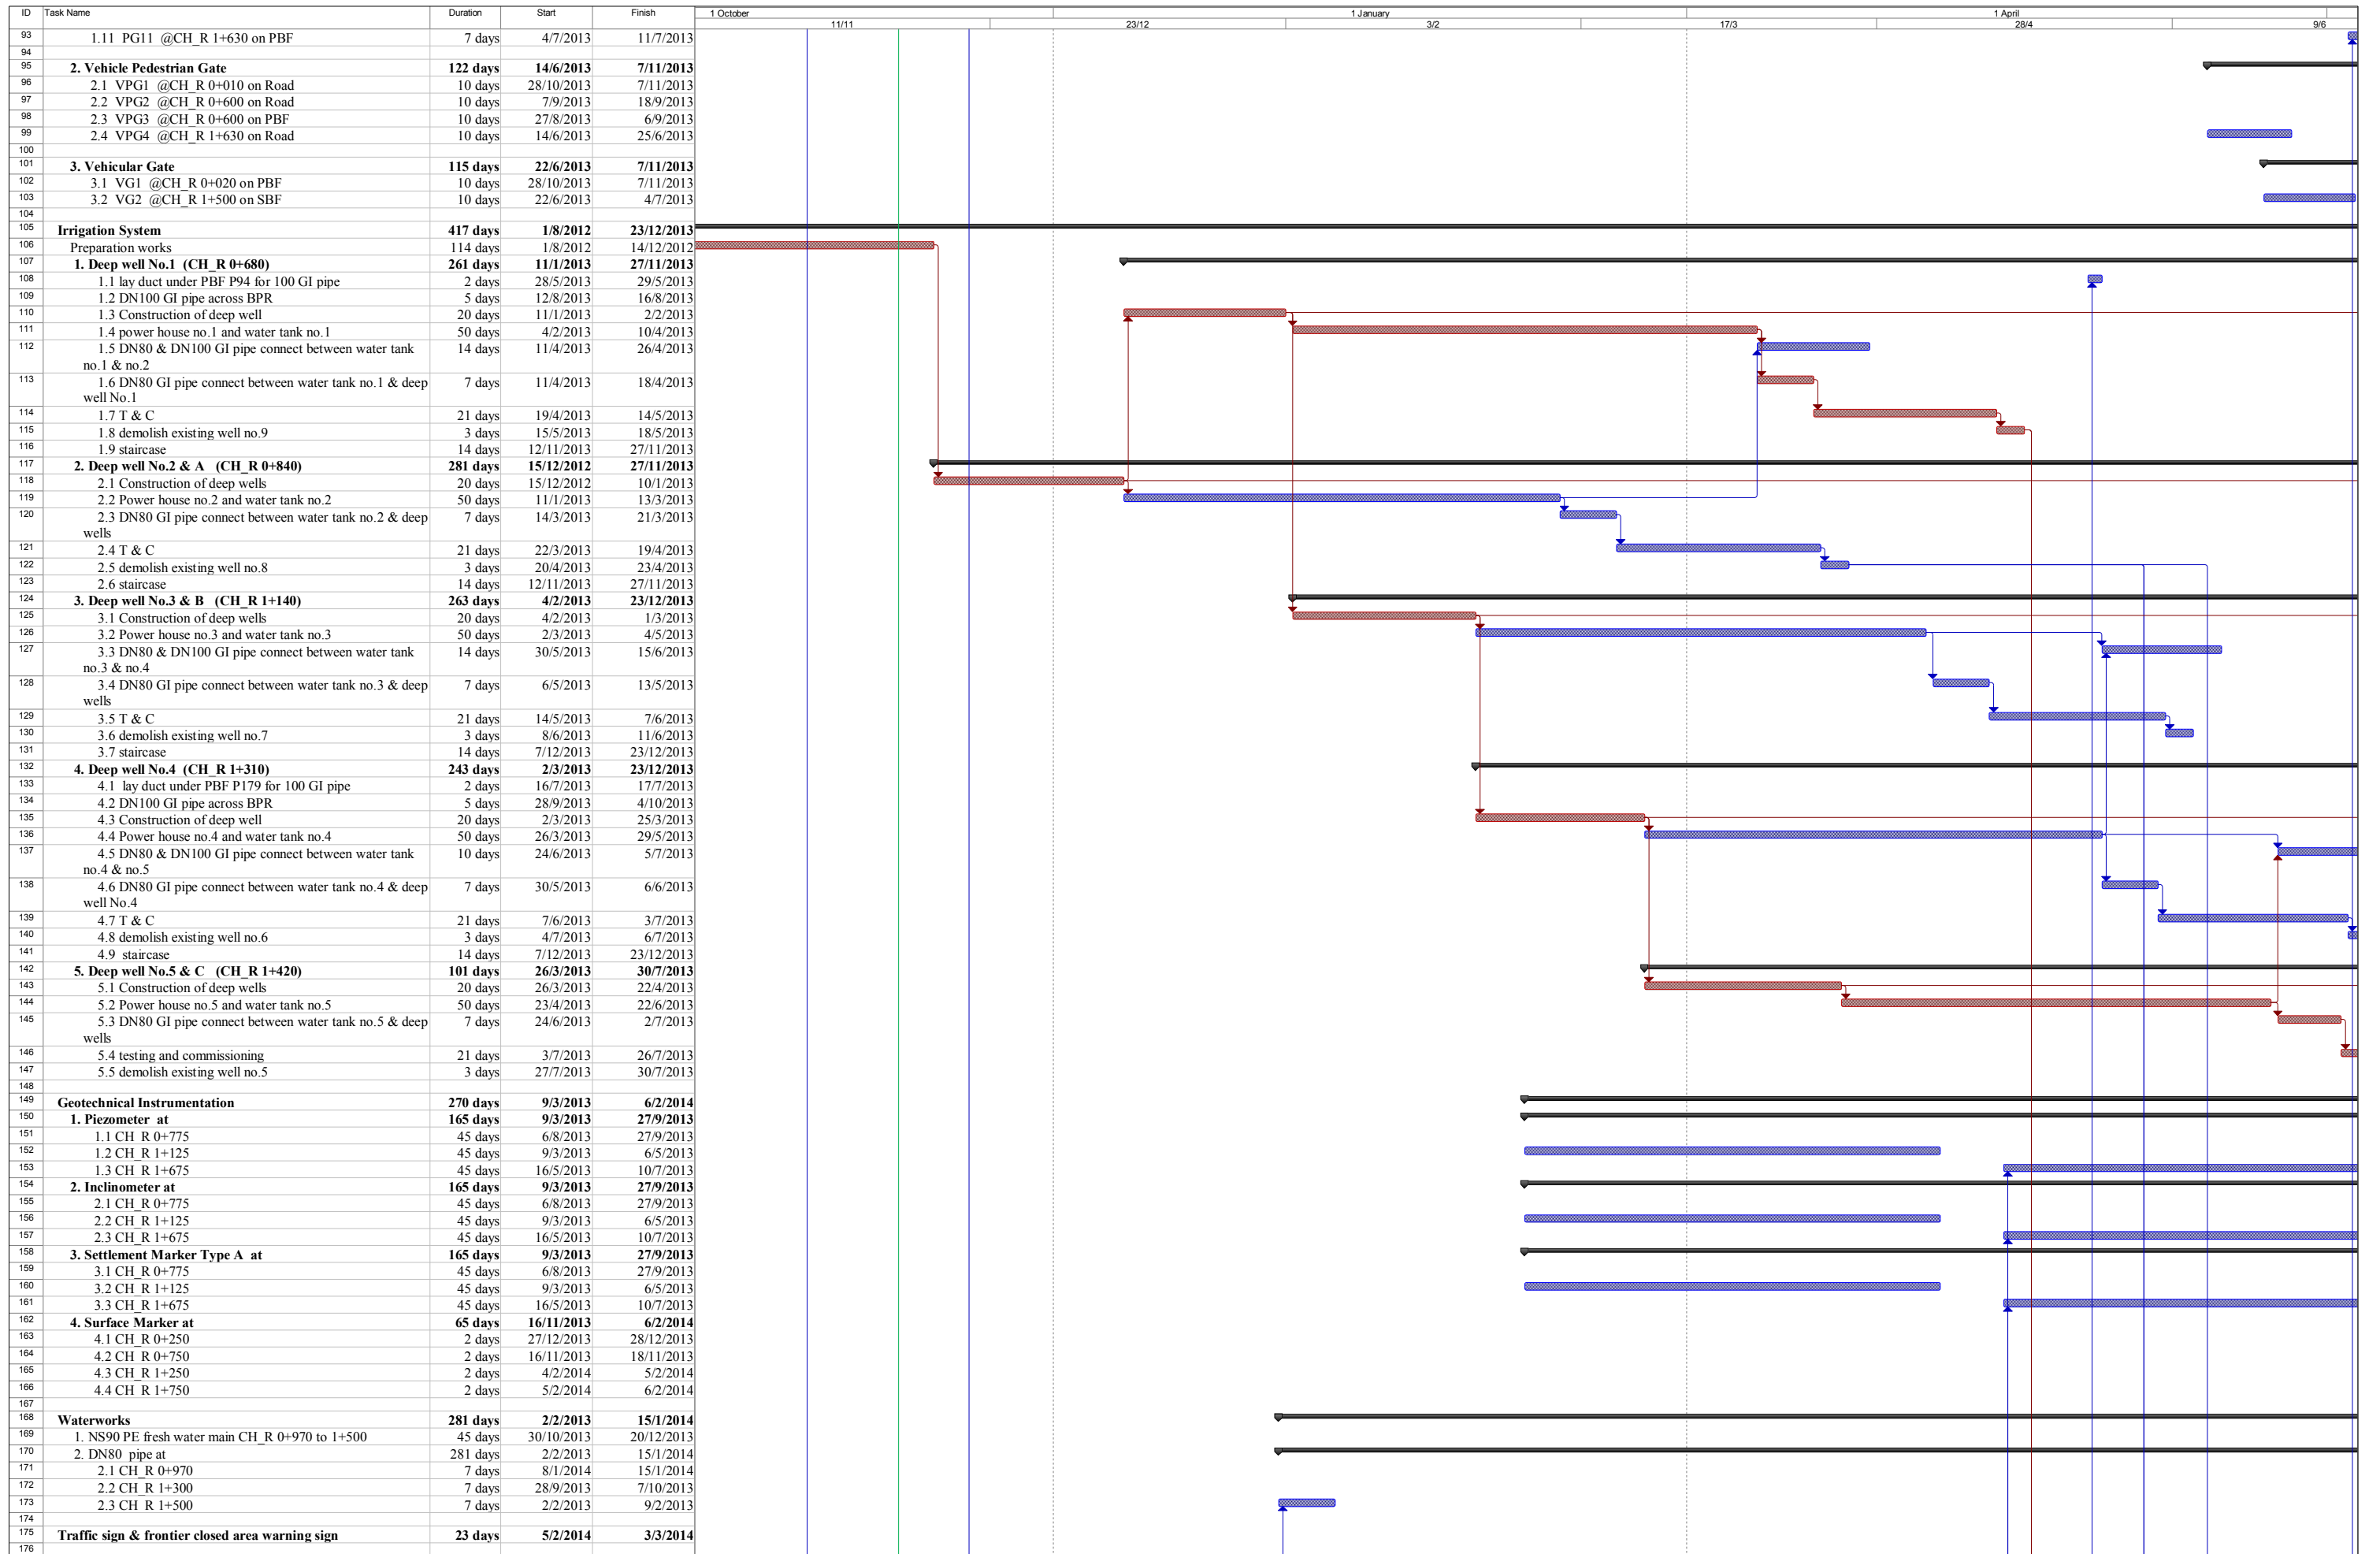 ID Task Name Duration Start Finish 1 October 1 January 1 April
11/11 23/12 3/2 17/3 28/4 9/6
93 1.11 PG11 @CH_R 1+630 on PBF 7 days 4/7/2013 11/7/2013
94
95 2. Vehicle Pedestrian Gate 122 days 14/6/2013 7/11/2013
96 2.1 VPG1 @CH_R 0+010 on Road 10 days 28/10/2013 7/11/2013
97 2.2 VPG2 @CH_R 0+600 on Road 10 days 7/9/2013 18/9/2013
98 2.3 VPG3 @CH_R 0+600 on PBF 10 days 27/8/2013 6/9/2013
99 2.4 VPG4 @CH_R 1+630 on Road 10 days 14/6/2013 25/6/2013
100
101 3. Vehicular Gate 115 days 22/6/2013 7/11/2013
102 3.1 VG1 @CH_R 0+020 on PBF 10 days 28/10/2013 7/11/2013
103 3.2 VG2 @CH_R 1+500 on SBF 10 days 22/6/2013 4/7/2013
104
105 Irrigation System 417 days 1/8/2012 23/12/2013
106 Preparation works 114 days 1/8/2012 14/12/2012
107 1. Deep well No.1 (CH_R 0+680) 261 days 11/1/2013 27/11/2013
108 1.1 lay duct under PBF P94 for 100 GI pipe 2 days 28/5/2013 29/5/2013
109 1.2 DN100 GI pipe across BPR 5 days 12/8/2013 16/8/2013
110 1.3 Construction of deep well 20 days 11/1/2013 2/2/2013
111 1.4 power house no.1 and water tank no.1 50 days 4/2/2013 10/4/2013
112 1.5 DN80 & DN100 GI pipe connect between water tank 14 days 11/4/2013 26/4/2013
no.1 & no.2
113 1.6 DN80 GI pipe connect between water tank no.1 & deep 7 days 11/4/2013 18/4/2013
well No.1
114 1.7 T & C 21 days 19/4/2013 14/5/2013
115 1.8 demolish existing well no.9 3 days 15/5/2013 18/5/2013
116 1.9 staircase 14 days 12/11/2013 27/11/2013
117 2. Deep well No.2 & A (CH_R 0+840) 281 days 15/12/2012 27/11/2013
118 2.1 Construction of deep wells 20 days 15/12/2012 10/1/2013
119 2.2 Power house no.2 and water tank no.2 50 days 11/1/2013 13/3/2013
120 2.3 DN80 GI pipe connect between water tank no.2 & deep 7 days 14/3/2013 21/3/2013
wells
121 2.4 T & C 21 days 22/3/2013 19/4/2013
122 2.5 demolish existing well no.8 3 days 20/4/2013 23/4/2013
123 2.6 staircase 14 days 12/11/2013 27/11/2013
124 3. Deep well No.3 & B (CH_R 1+140) 263 days 4/2/2013 23/12/2013
125 3.1 Construction of deep wells 20 days 4/2/2013 1/3/2013
126 3.2 Power house no.3 and water tank no.3 50 days 2/3/2013 4/5/2013
127 3.3 DN80 & DN100 GI pipe connect between water tank 14 days 30/5/2013 15/6/2013
no.3 & no.4
128 3.4 DN80 GI pipe connect between water tank no.3 & deep 7 days 6/5/2013 13/5/2013
wells
129 3.5 T & C 21 days 14/5/2013 7/6/2013
130 3.6 demolish existing well no.7 3 days 8/6/2013 11/6/2013
131 3.7 staircase 14 days 7/12/2013 23/12/2013
132 4. Deep well No.4 (CH_R 1+310) 243 days 2/3/2013 23/12/2013
133 4.1 lay duct under PBF P179 for 100 GI pipe 2 days 16/7/2013 17/7/2013
134 4.2 DN100 GI pipe across BPR 5 days 28/9/2013 4/10/2013
135 4.3 Construction of deep well 20 days 2/3/2013 25/3/2013
136 4.4 Power house no.4 and water tank no.4 50 days 26/3/2013 29/5/2013
137 4.5 DN80 & DN100 GI pipe connect between water tank 10 days 24/6/2013 5/7/2013
no.4 & no.5
138 4.6 DN80 GI pipe connect between water tank no.4 & deep 7 days 30/5/2013 6/6/2013
well No.4
139 4.7 T & C 21 days 7/6/2013 3/7/2013
140 4.8 demolish existing well no.6 3 days 4/7/2013 6/7/2013
141 4.9 staircase 14 days 7/12/2013 23/12/2013
142 5. Deep well No.5 & C (CH_R 1+420) 101 days 26/3/2013 30/7/2013
143 5.1 Construction of deep wells 20 days 26/3/2013 22/4/2013
144 5.2 Power house no.5 and water tank no.5 50 days 23/4/2013 22/6/2013
145 5.3 DN80 GI pipe connect between water tank no.5 & deep 7 days 24/6/2013 2/7/2013
wells
146 5.4 testing and commissioning 21 days 3/7/2013 26/7/2013
147 5.5 demolish existing well no.5 3 days 27/7/2013 30/7/2013
148
149 Geotechnical Instrumentation 270 days 9/3/2013 6/2/2014
150 1. Piezometer at 165 days 9/3/2013 27/9/2013
151 1.1 CH_R 0+775 45 days 6/8/2013 27/9/2013
152 1.2 CH_R 1+125 45 days 9/3/2013 6/5/2013
153 1.3 CH_R 1+675 45 days 16/5/2013 10/7/2013
154 2. Inclinometer at 165 days 9/3/2013 27/9/2013
155 2.1 CH_R 0+775 45 days 6/8/2013 27/9/2013
156 2.2 CH_R 1+125 45 days 9/3/2013 6/5/2013
157 2.3 CH_R 1+675 45 days 16/5/2013 10/7/2013
158 3. Settlement Marker Type A at 165 days 9/3/2013 27/9/2013
159 3.1 CH_R 0+775 45 days 6/8/2013 27/9/2013
160 3.2 CH_R 1+125 45 days 9/3/2013 6/5/2013
161 3.3 CH_R 1+675 45 days 16/5/2013 10/7/2013
162 4. Surface Marker at 65 days 16/11/2013 6/2/2014
163 4.1 CH_R 0+250 2 days 27/12/2013 28/12/2013
164 4.2 CH_R 0+750 2 days 16/11/2013 18/11/2013
165 4.3 CH_R 1+250 2 days 4/2/2014 5/2/2014
166 4.4 CH_R 1+750 2 days 5/2/2014 6/2/2014
167
168 Waterworks 281 days 2/2/2013 15/1/2014
169 1. NS90 PE fresh water main CH_R 0+970 to 1+500 45 days 30/10/2013 20/12/2013
170 2. DN80 pipe at 281 days 2/2/2013 15/1/2014
171 2.1 CH_R 0+970 7 days 8/1/2014 15/1/2014
172 2.2 CH_R 1+300 7 days 28/9/2013 7/10/2013
173 2.3 CH_R 1+500 7 days 2/2/2013 9/2/2013
174
175 Traffic sign & frontier closed area warning sign 23 days 5/2/2014 3/3/2014
176